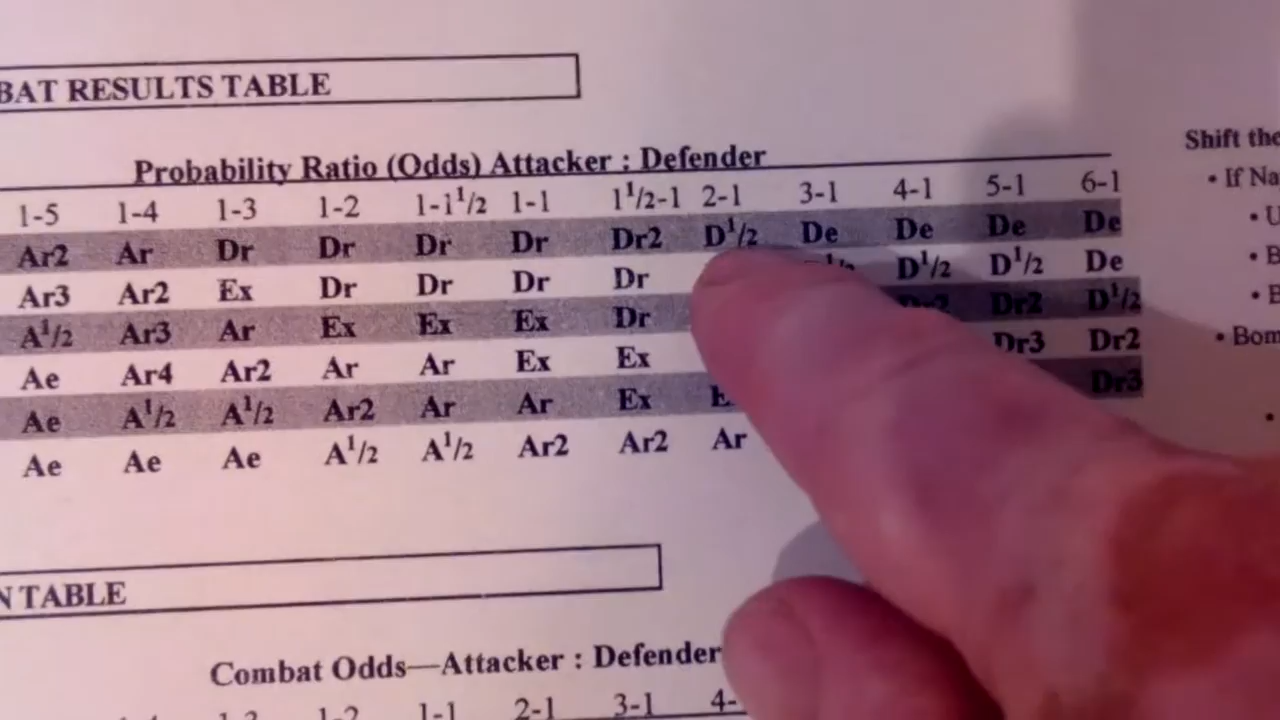 BAT RESULTS TABLE
Probability Ratio (Odds) Attacker : Defender
1-5 1-4 1-3 1-2 1-1½ 1-1 1½-1 2-1 3-1 4-1 5-1 6-1
Ar2 Ar Dr Dr Dr Dr Dr2 D½ De De De De
Ar3 Ar2 Ex Dr Dr Dr Dr D½ D½ De
A½ Ar3 Ar Ex Ex Ex Dr Dr2 D½
Ae Ar4 Ar2 Ar Ar Ex Ex Dr3 Dr2
Ae A½ A½ Ar2 Ar Ar Ex Dr3
Ae Ae Ae A½ A½ Ar2 Ar2 Ar
Shift the
• If Na
• Bom
N TABLE
Combat Odds—Attacker : Defender
1-2 1-1 2-1 3-1 4-